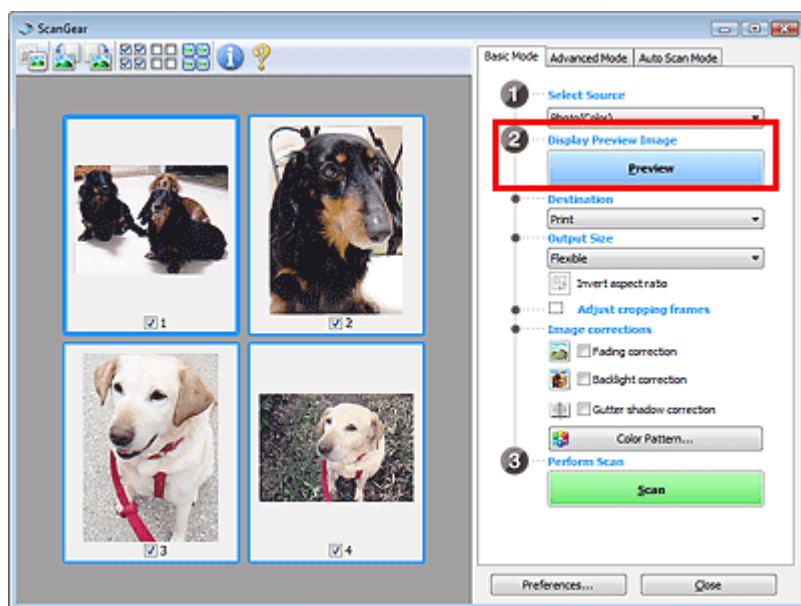 ScanGear
Basic Mode Advanced Mode Auto Scan Mode
1 Select Source
Photo(Color)
2 Display Preview Image
Preview
Destination
Print
Output Size
Flexible
Invert aspect ratio
Adjust cropping frames
Image corrections
Fading correction
Backlight correction
Gutter shadow correction
Color Pattern...
3 Perform Scan
Scan
Preferences... Close
1
2
3
4